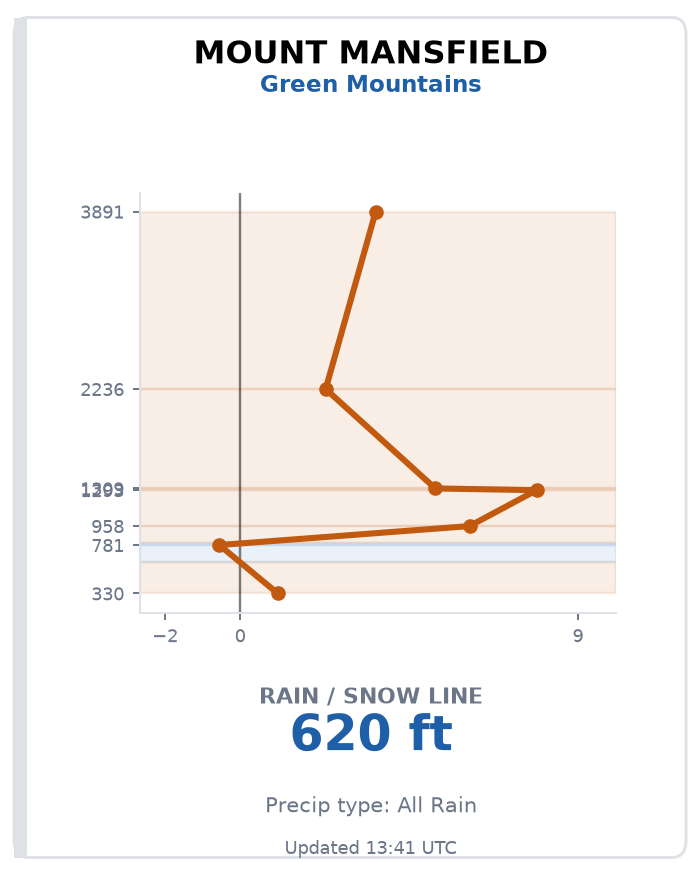 MOUNT MANSFIELD
Green Mountains
3891
2236
958
781
330
−2 0 9
RAIN / SNOW LINE
620 ft
Precip type: All Rain
Updated 13:41 UTC